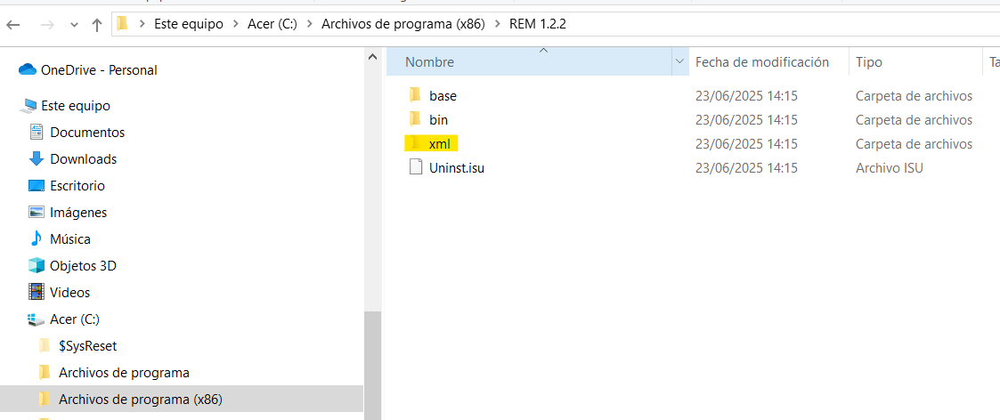 Este equipo > Acer (C:) > Archivos de programa (x86) > REM 1.2.2
OneDrive - Personal
Este equipo
Documentos
Downloads
Escritorio
Imágenes
Música
Objetos 3D
Videos
Acer (C:)
$SysReset
Archivos de programa
Archivos de programa (x86)
Nombre Fecha de modificación Tipo Ta
base 23/06/2025 14:15 Carpeta de archivos
bin 23/06/2025 14:15 Carpeta de archivos
xml 23/06/2025 14:15 Carpeta de archivos
Uninst.isu 23/06/2025 14:15 Archivo ISU